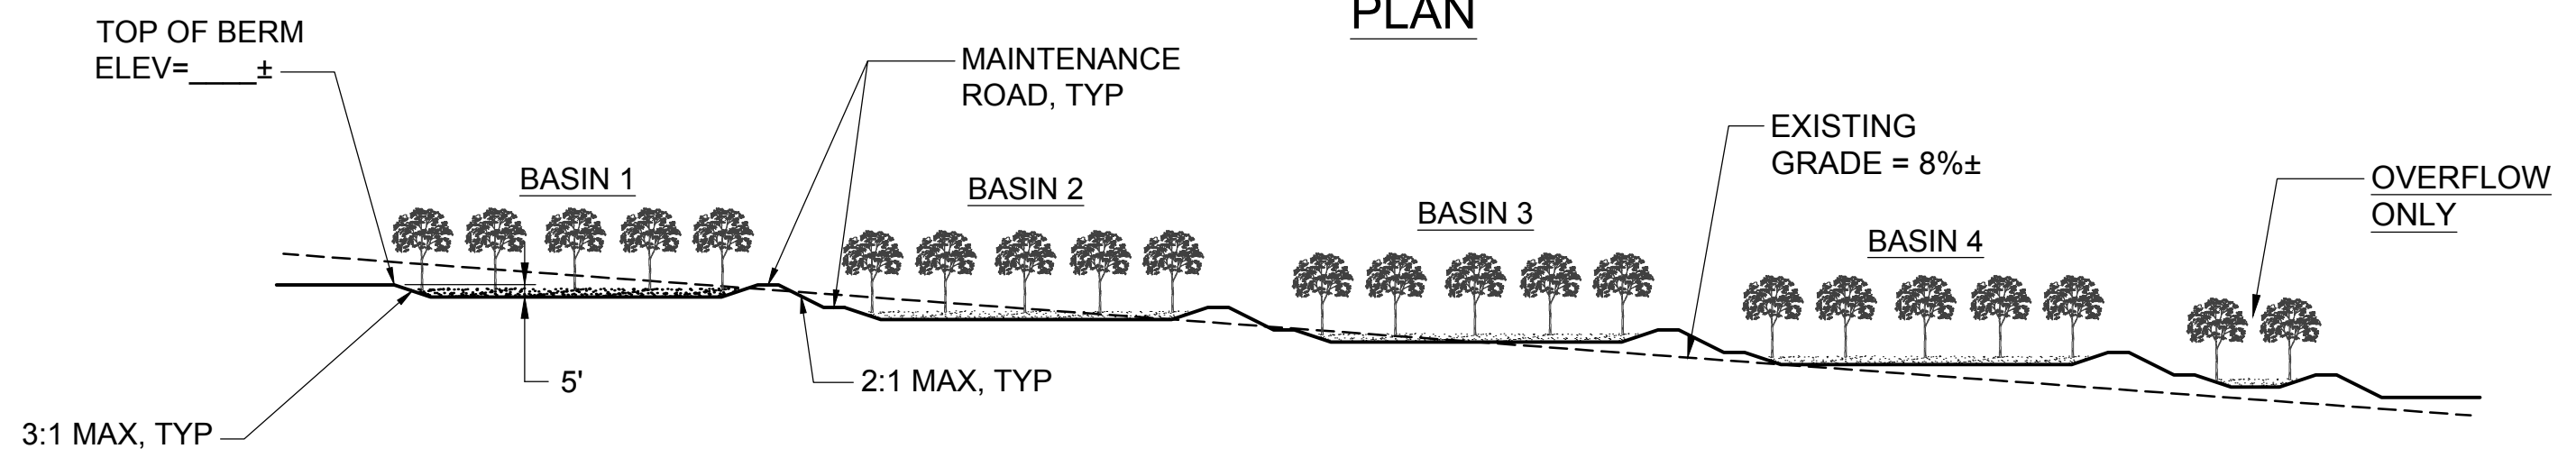 PLAN
TOP OF BERM
ELEV=____±
MAINTENANCE
ROAD, TYP
EXISTING
GRADE = 8%±
OVERFLOW
ONLY
BASIN 1
BASIN 2
BASIN 3
BASIN 4
5'
2:1 MAX, TYP
3:1 MAX, TYP